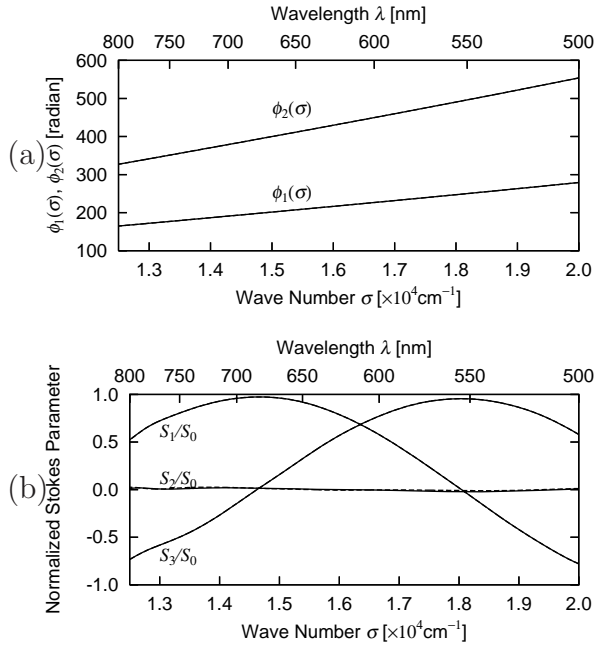 Wavelength λ [nm]
800 750 700 650 600 550 500
600
500
400
300
200
100
ϕ₁(σ), ϕ₂(σ) [radian]
(a)
ϕ₂(σ)
ϕ₁(σ)
1.3 1.4 1.5 1.6 1.7 1.8 1.9 2.0
Wave Number σ [×10⁴cm⁻¹]
Wavelength λ [nm]
800 750 700 650 600 550 500
1.0
0.5
0.0
-0.5
-1.0
Normalized Stokes Parameter
(b)
S₁/S₀
S₂/S₀
S₃/S₀
1.3 1.4 1.5 1.6 1.7 1.8 1.9 2.0
Wave Number σ [×10⁴cm⁻¹]